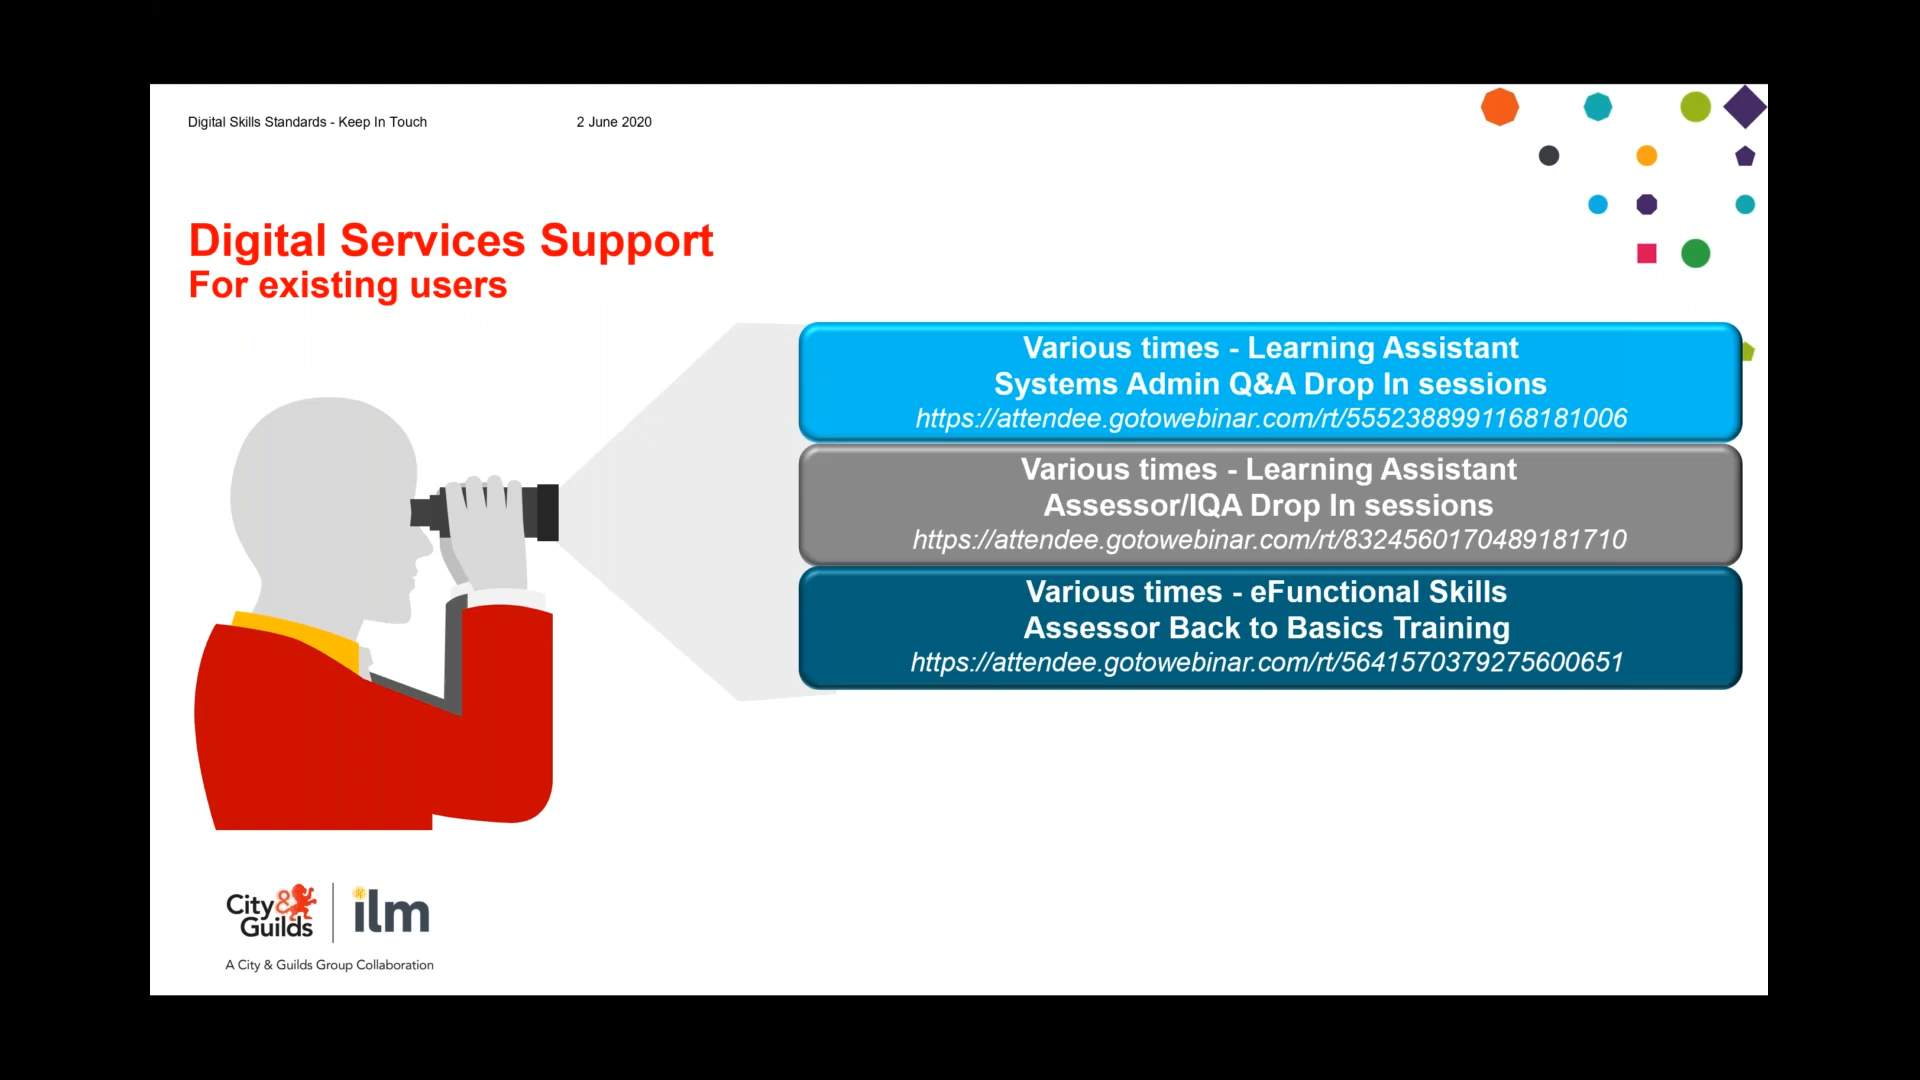 Digital Skills Standards - Keep In Touch 2 June 2020
Digital Services Support
For existing users
Various times - Learning Assistant
Systems Admin Q&A Drop In sessions
https://attendee.gotowebinar.com/rt/5552388991168181006
Various times - Learning Assistant
Assessor/IQA Drop In sessions
https://attendee.gotowebinar.com/rt/8324560170489181710
Various times - eFunctional Skills
Assessor Back to Basics Training
https://attendee.gotowebinar.com/rt/5641570379275600651
City &
Guilds
ilm
A City & Guilds Group Collaboration